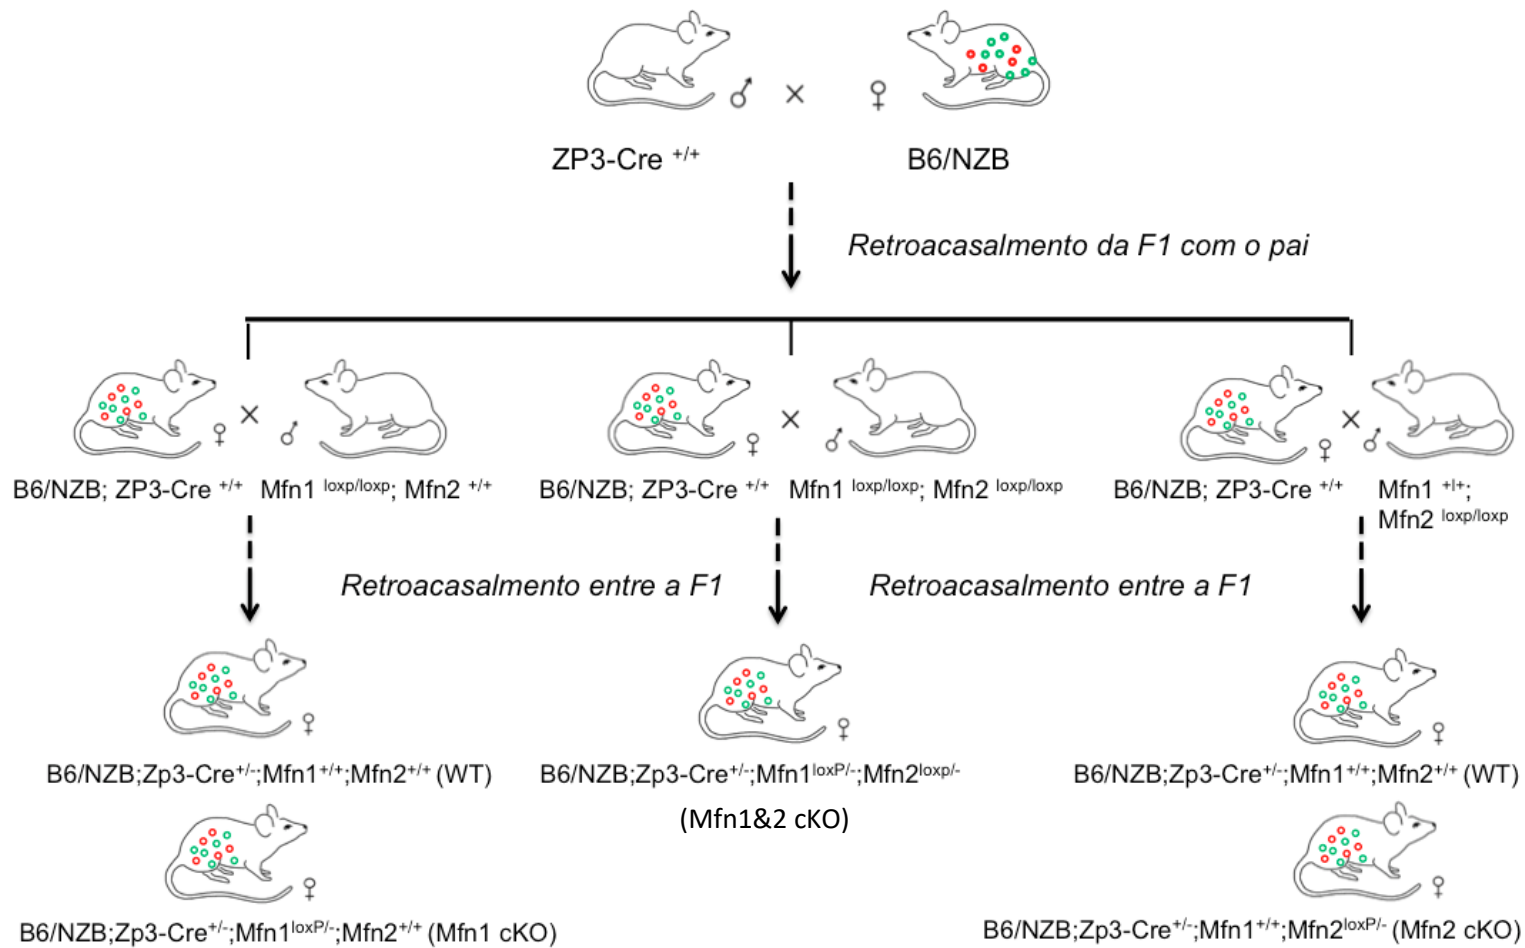 ♂ × ♀
ZP3-Cre +/+ B6/NZB
Retroacasalmento da F1 com o pai
♀ × ♂ ♀ × ♂ ♀ × ♂
B6/NZB; ZP3-Cre +/+ Mfn1 loxp/loxp; Mfn2 +/+ B6/NZB; ZP3-Cre +/+ Mfn1 loxp/loxp; Mfn2 loxp/loxp B6/NZB; ZP3-Cre +/+ Mfn1 +|+;
Mfn2 loxp/loxp
Retroacasalmento entre a F1 Retroacasalmento entre a F1
♀ ♀ ♀
B6/NZB;Zp3-Cre+/-;Mfn1+/+;Mfn2+/+ (WT) B6/NZB;Zp3-Cre+/-;Mfn1loxP/-;Mfn2loxp/- B6/NZB;Zp3-Cre+/-;Mfn1+/+;Mfn2+/+ (WT)
(Mfn1&2 cKO)
♀ ♀
B6/NZB;Zp3-Cre+/-;Mfn1loxP/-;Mfn2+/+ (Mfn1 cKO) B6/NZB;Zp3-Cre+/-;Mfn1+/+;Mfn2loxP/- (Mfn2 cKO)